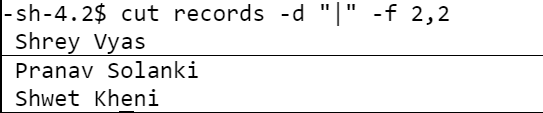 -sh-4.2$ cut records -d "|" -f 2,2
Shrey Vyas
Pranav Solanki
Shwet Kheni